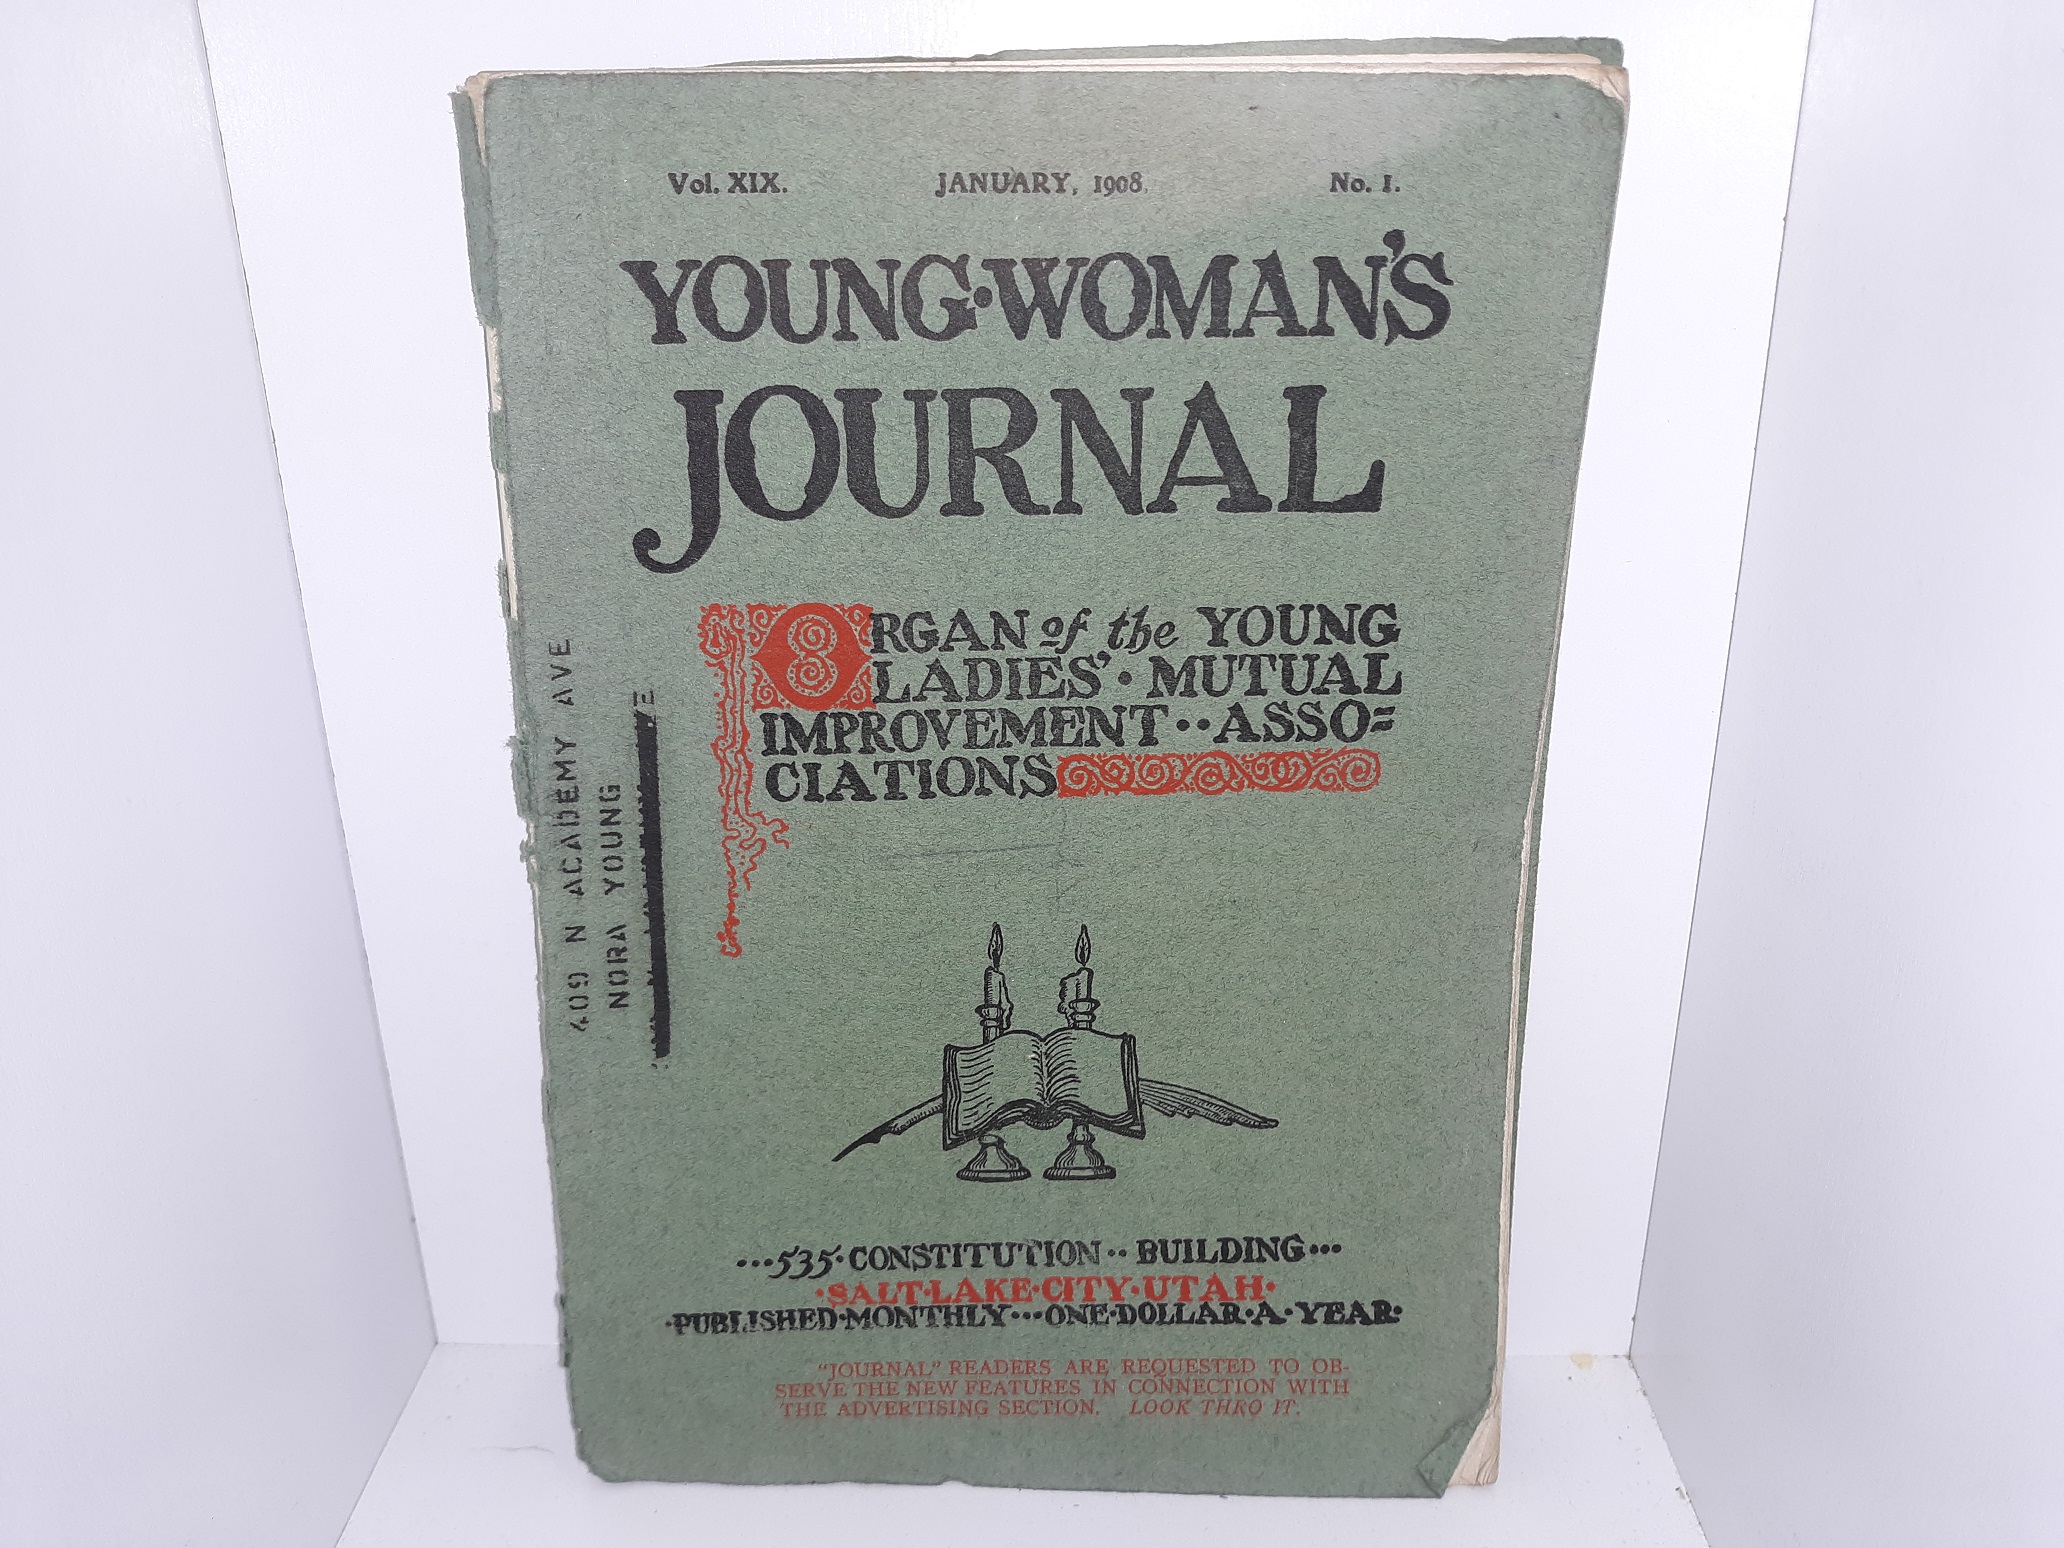 Vol. XIX. JANUARY, 1908. No. 1.
YOUNG·WOMAN'S
JOURNAL
ORGAN of the YOUNG
LADIES'·MUTUAL
IMPROVEMENT··ASSO=
CIATIONS
409 N ACADEMY AVE
NORA YOUNG
···535·CONSTITUTION··BUILDING···
·SALT·LAKE·CITY·UTAH·
·PUBLISHED·MONTHLY···ONE·DOLLAR·A·YEAR·
"JOURNAL" READERS ARE REQUESTED TO OB-
SERVE THE NEW FEATURES IN CONNECTION WITH
THE ADVERTISING SECTION. LOOK THRO IT.